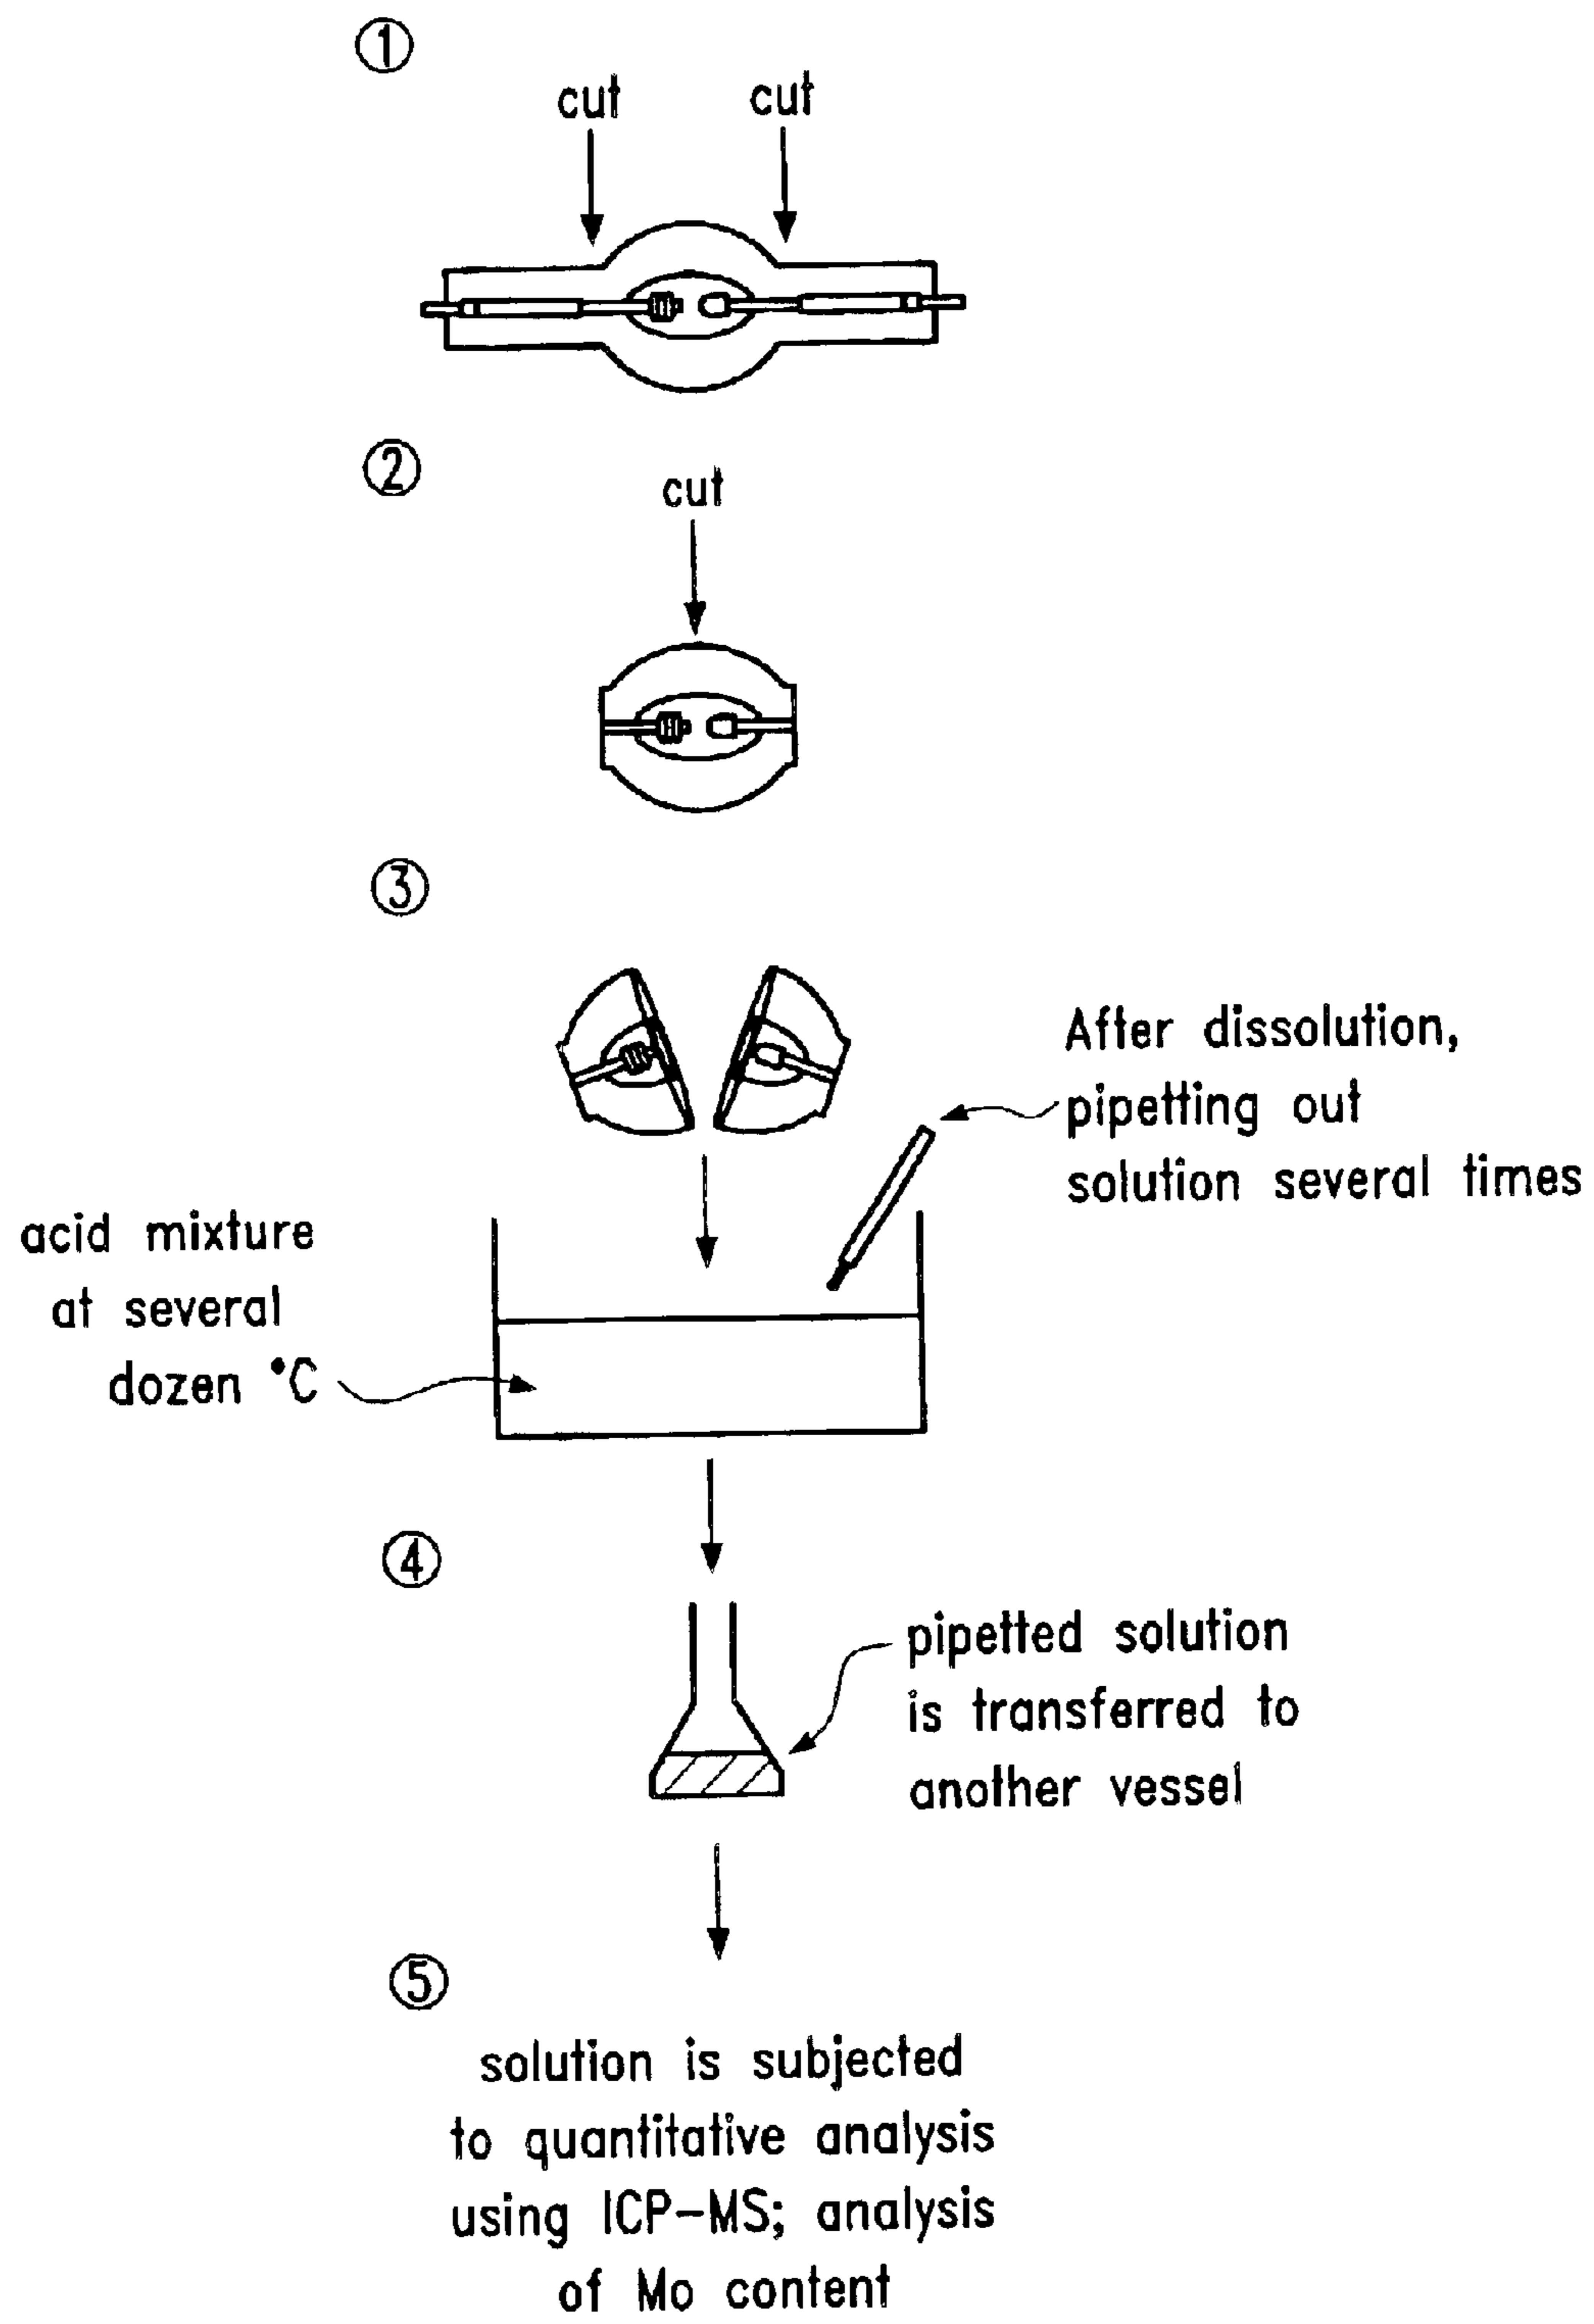 ①
cut cut
②
cut
③
After dissolution,
pipetting out
solution several times
acid mixture
at several
dozen °C
④
pipetted solution
is transferred to
another vessel
⑤
solution is subjected
to quantitative analysis
using ICP-MS; analysis
of Mo content